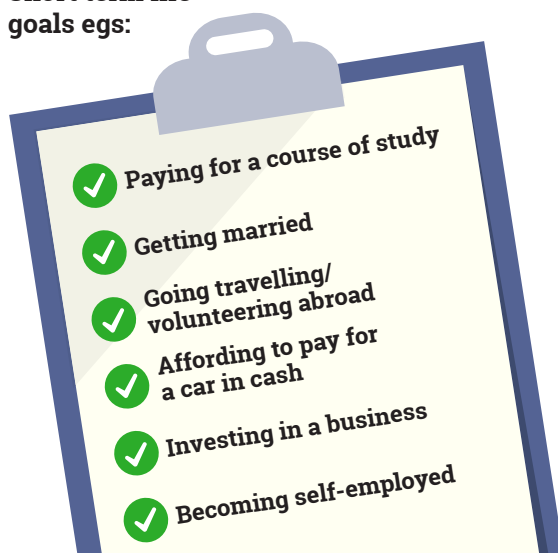 goals egs:
Paying for a course of study
Getting married
Going travelling/
volunteering abroad
Affording to pay for
a car in cash
Investing in a business
Becoming self-employed